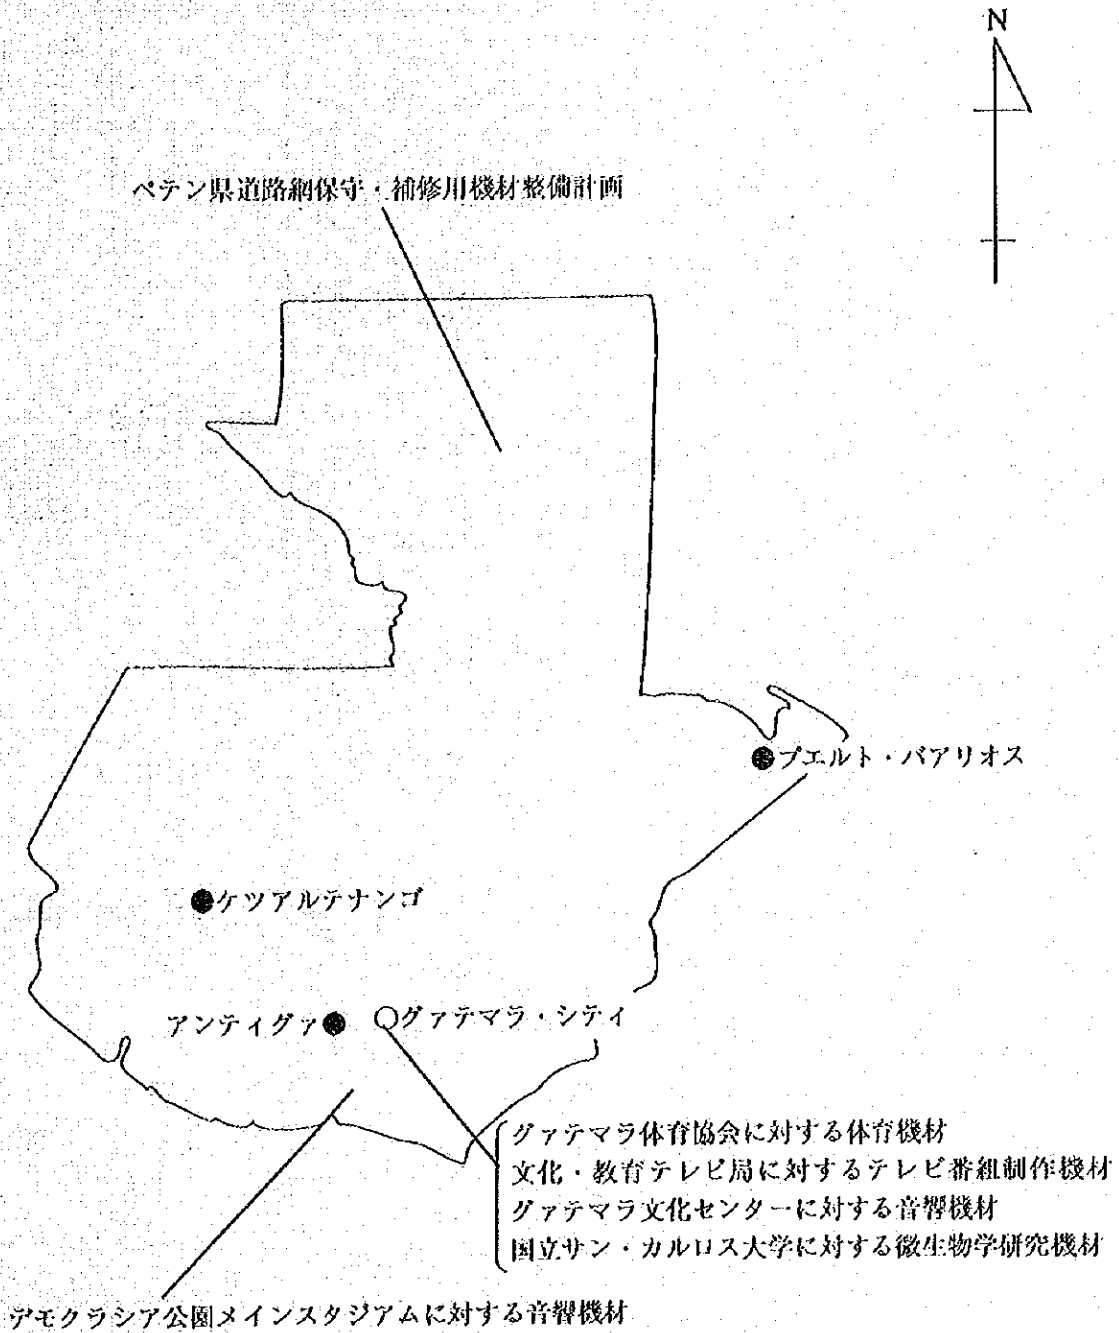 N
ペテン県道路網保守・補修用機材整備計画
プエルト・バアリオス
ケツアルテナンゴ
アンティグァ
グァテマラ・シティ
グァテマラ体育協会に対する体育機材
文化・教育テレビ局に対するテレビ番組制作機材
グァテマラ文化センターに対する音響機材
国立サン・カルロス大学に対する微生物学研究機材
デモクラシア公園メインスタジアムに対する音響機材